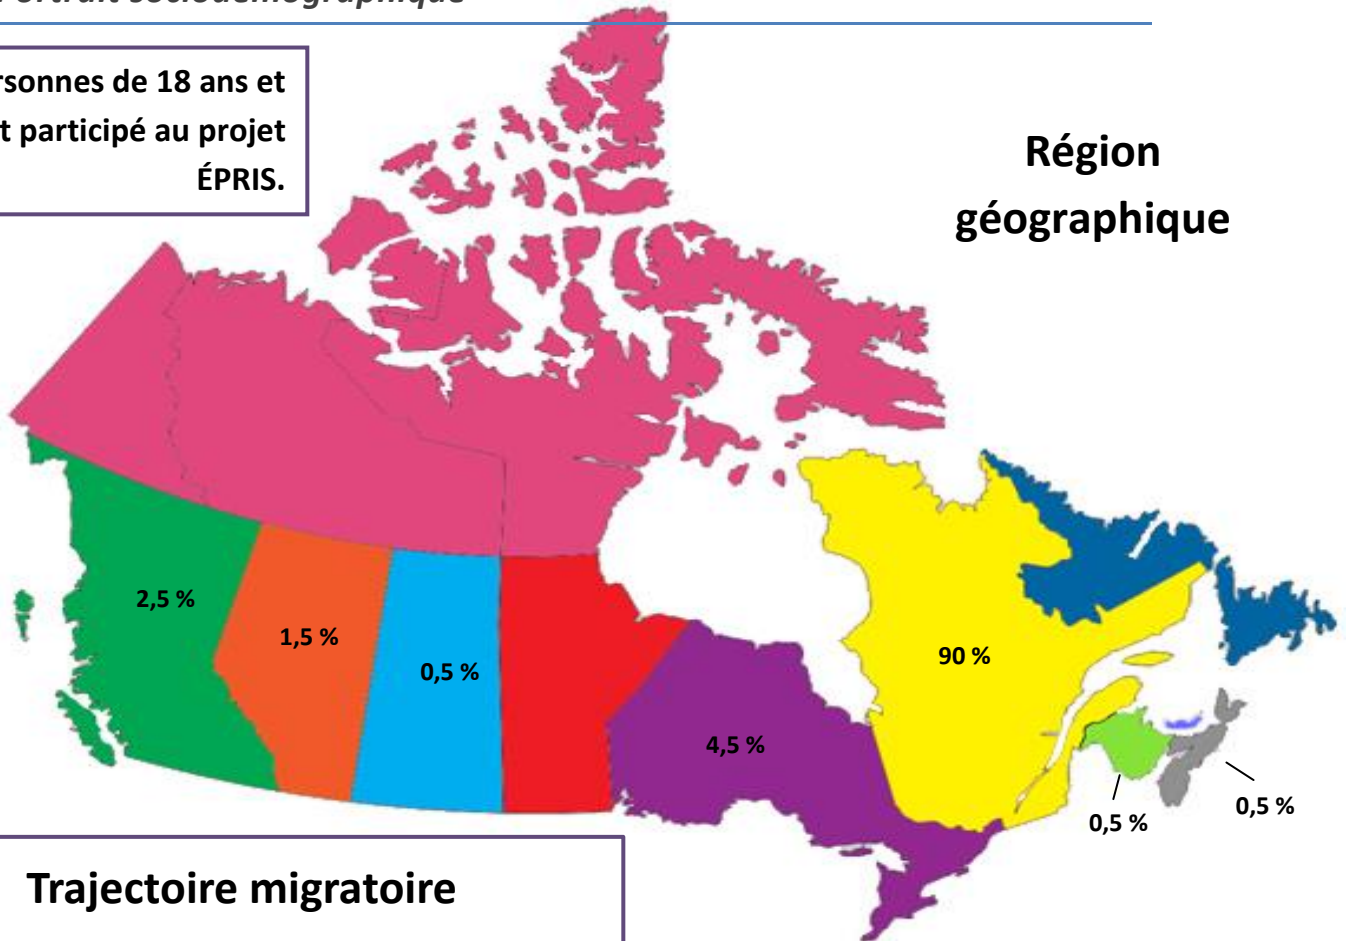 sociodémographique
de 18 ans et
participé au projet
ÉPRIS.
Région
géographique
2,5 %
1,5 %
0,5 %
90 %
4,5 %
0,5 %
0,5 %
Trajectoire migratoire